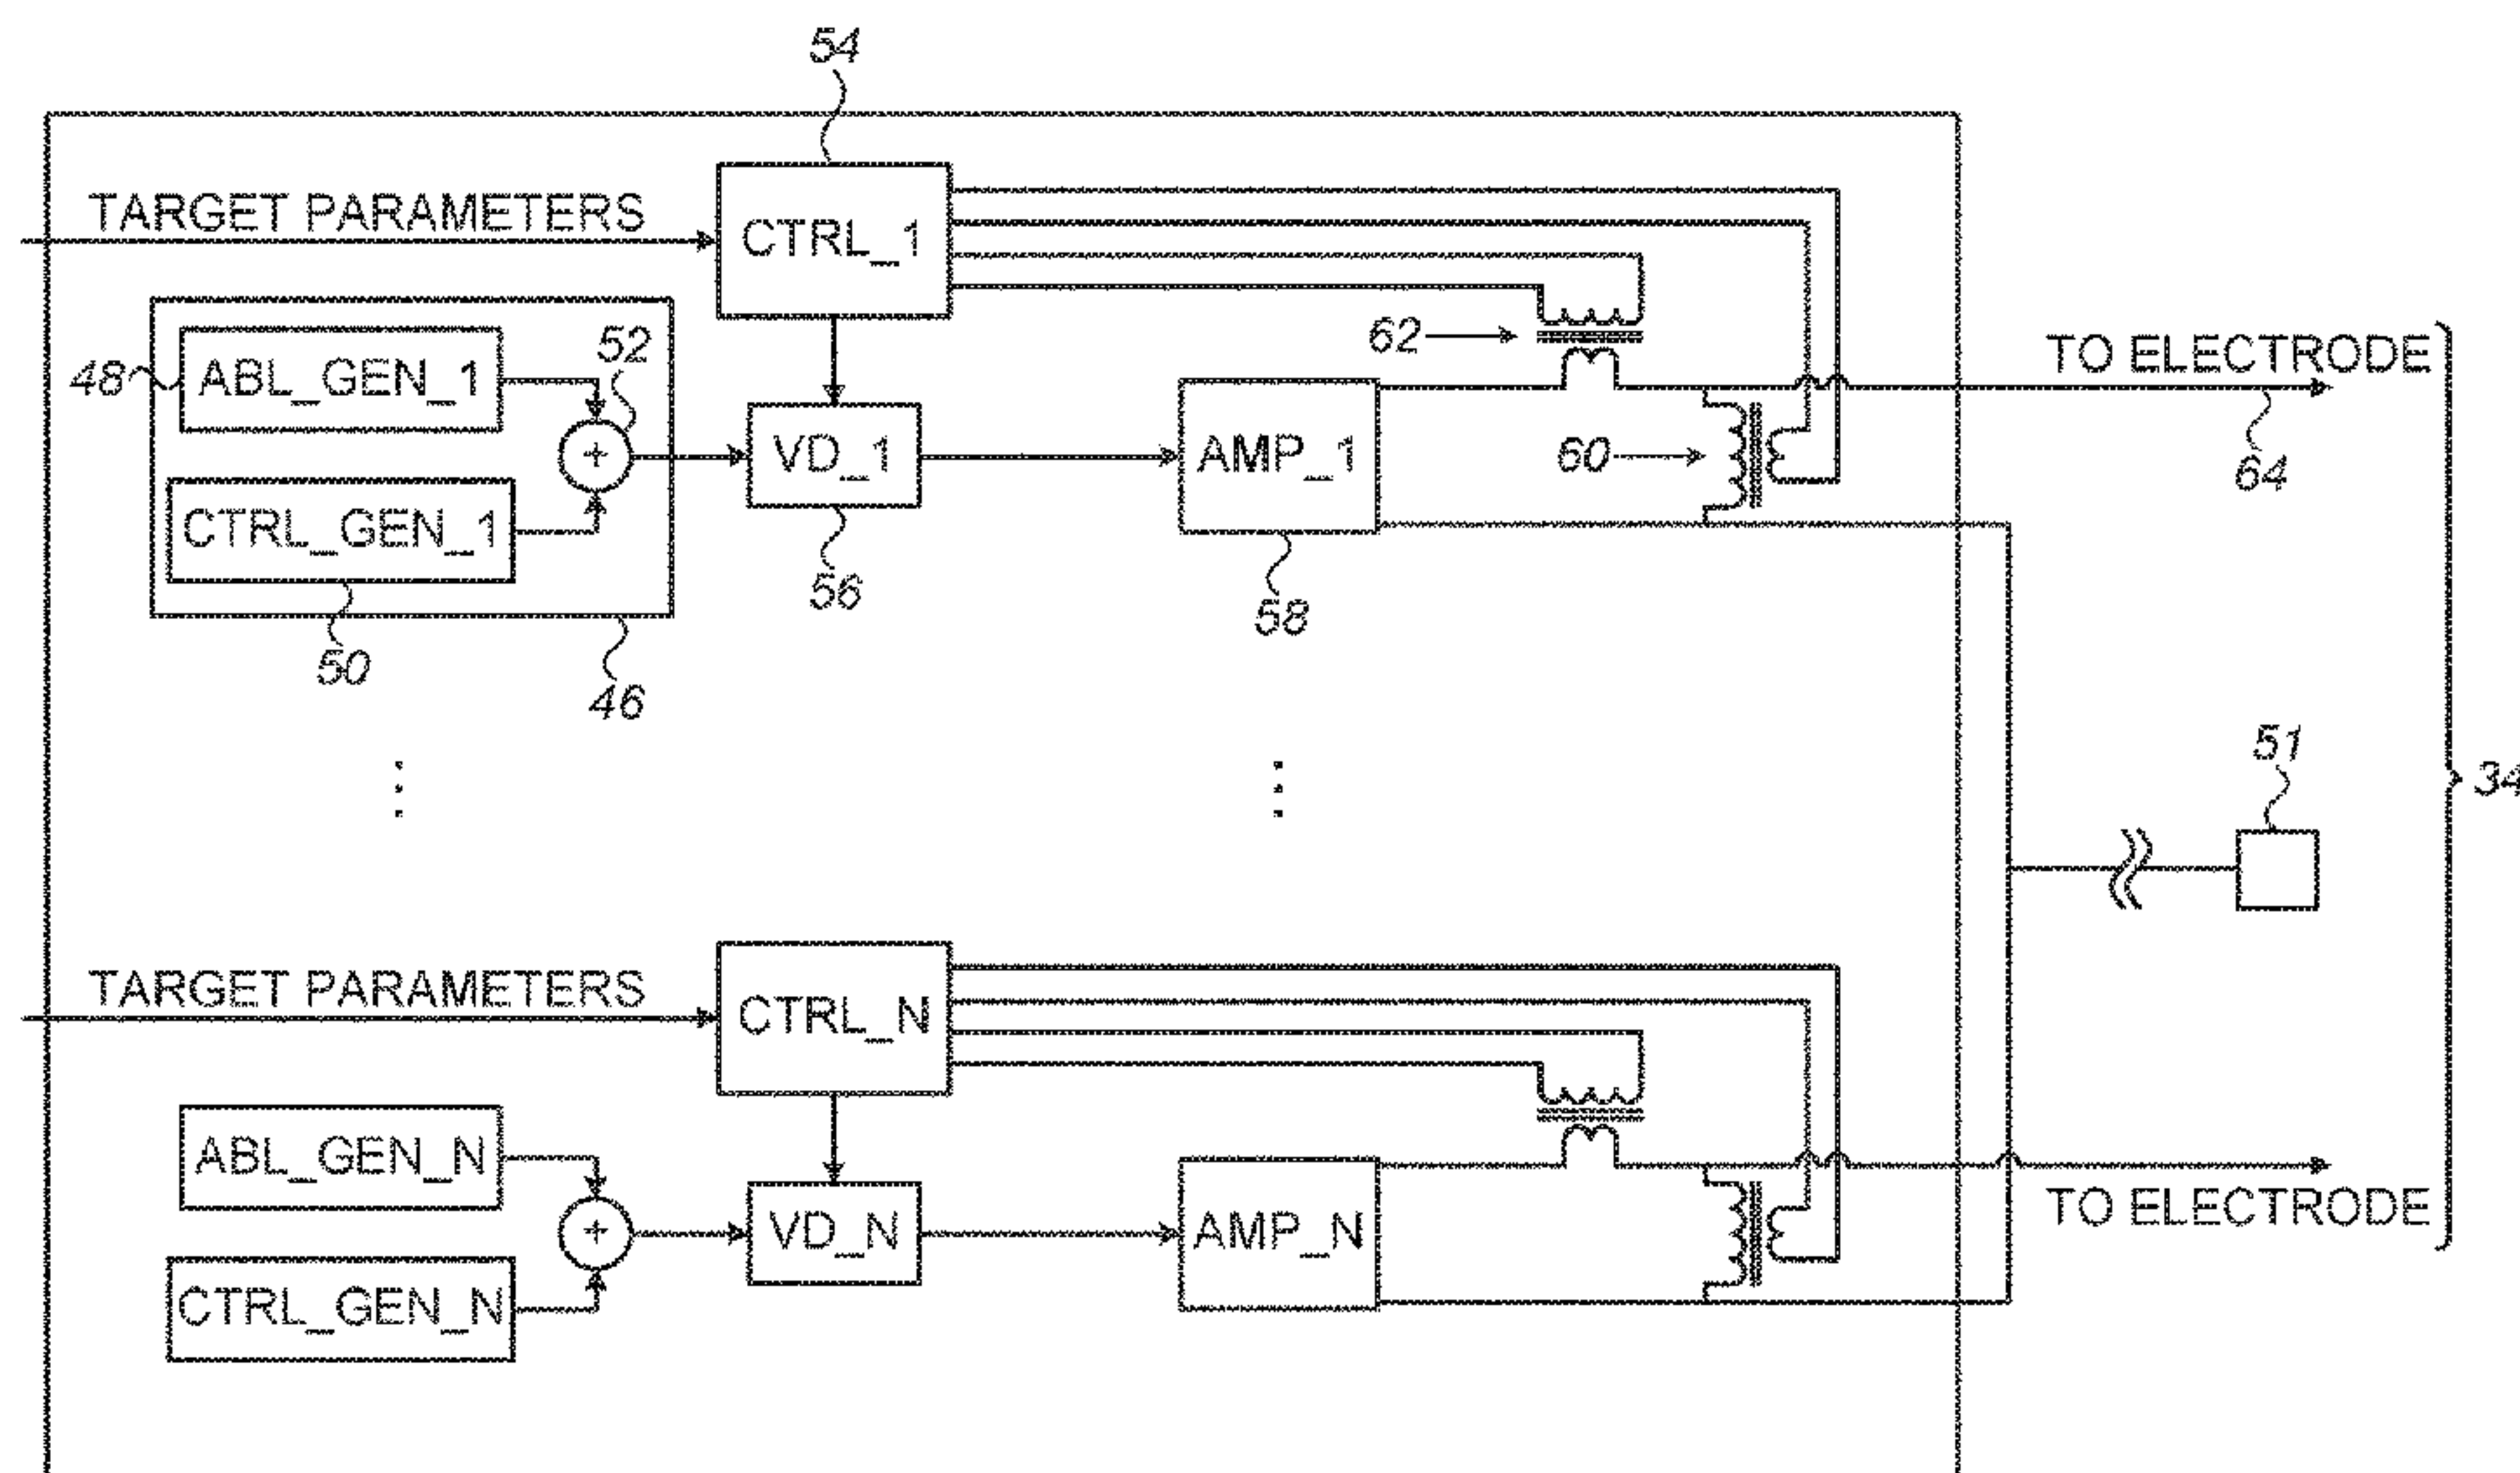 54
TARGET PARAMETERS
CTRL_1
62
TO ELECTRODE
52
48
ABL_GEN_1
VD_1
AMP_1
60
64
CTRL_GEN_1
56
58
50
46
51
34
TARGET PARAMETERS
CTRL_N
ABL_GEN_N
TO ELECTRODE
VD_N
AMP_N
CTRL_GEN_N